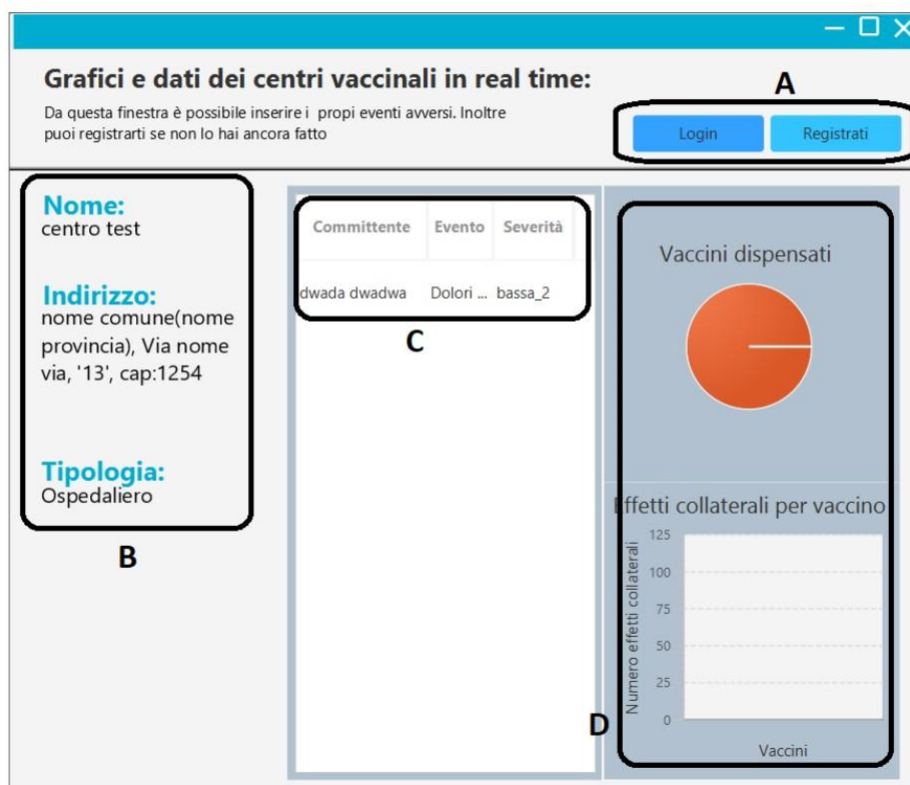 Grafici e dati dei centri vaccinali in real time:
Da questa finestra è possibile inserire i propi eventi avversi. Inoltre
puoi registrarti se non lo hai ancora fatto
A
Login
Registrati
Nome:
centro test
Indirizzo:
nome comune(nome
provincia), Via nome
via, '13', cap:1254
Tipologia:
Ospedaliero
B
Committente Evento Severità
dwada dwadwa Dolori ... bassa_2
C
Vaccini dispensati
Effetti collaterali per vaccino
Numero effetti collaterali
125
100
75
50
25
0
Vaccini
D